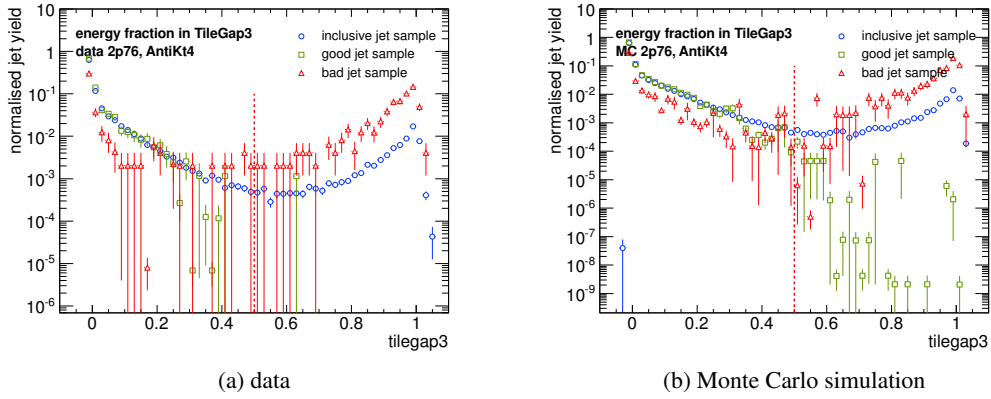 energy fraction in TileGap3
data 2p76, AntiKt4
inclusive jet sample
good jet sample
bad jet sample
normalised jet yield
1
10^-1
10^-2
10^-3
10^-4
10^-5
10^-6
0 0.2 0.4 0.6 0.8 1
tilegap3
(a) data
energy fraction in TileGap3
MC 2p76, AntiKt4
inclusive jet sample
good jet sample
bad jet sample
normalised jet yield
10
1
10^-1
10^-2
10^-3
10^-4
10^-5
10^-6
10^-7
10^-8
10^-9
0 0.2 0.4 0.6 0.8 1
tilegap3
(b) Monte Carlo simulation